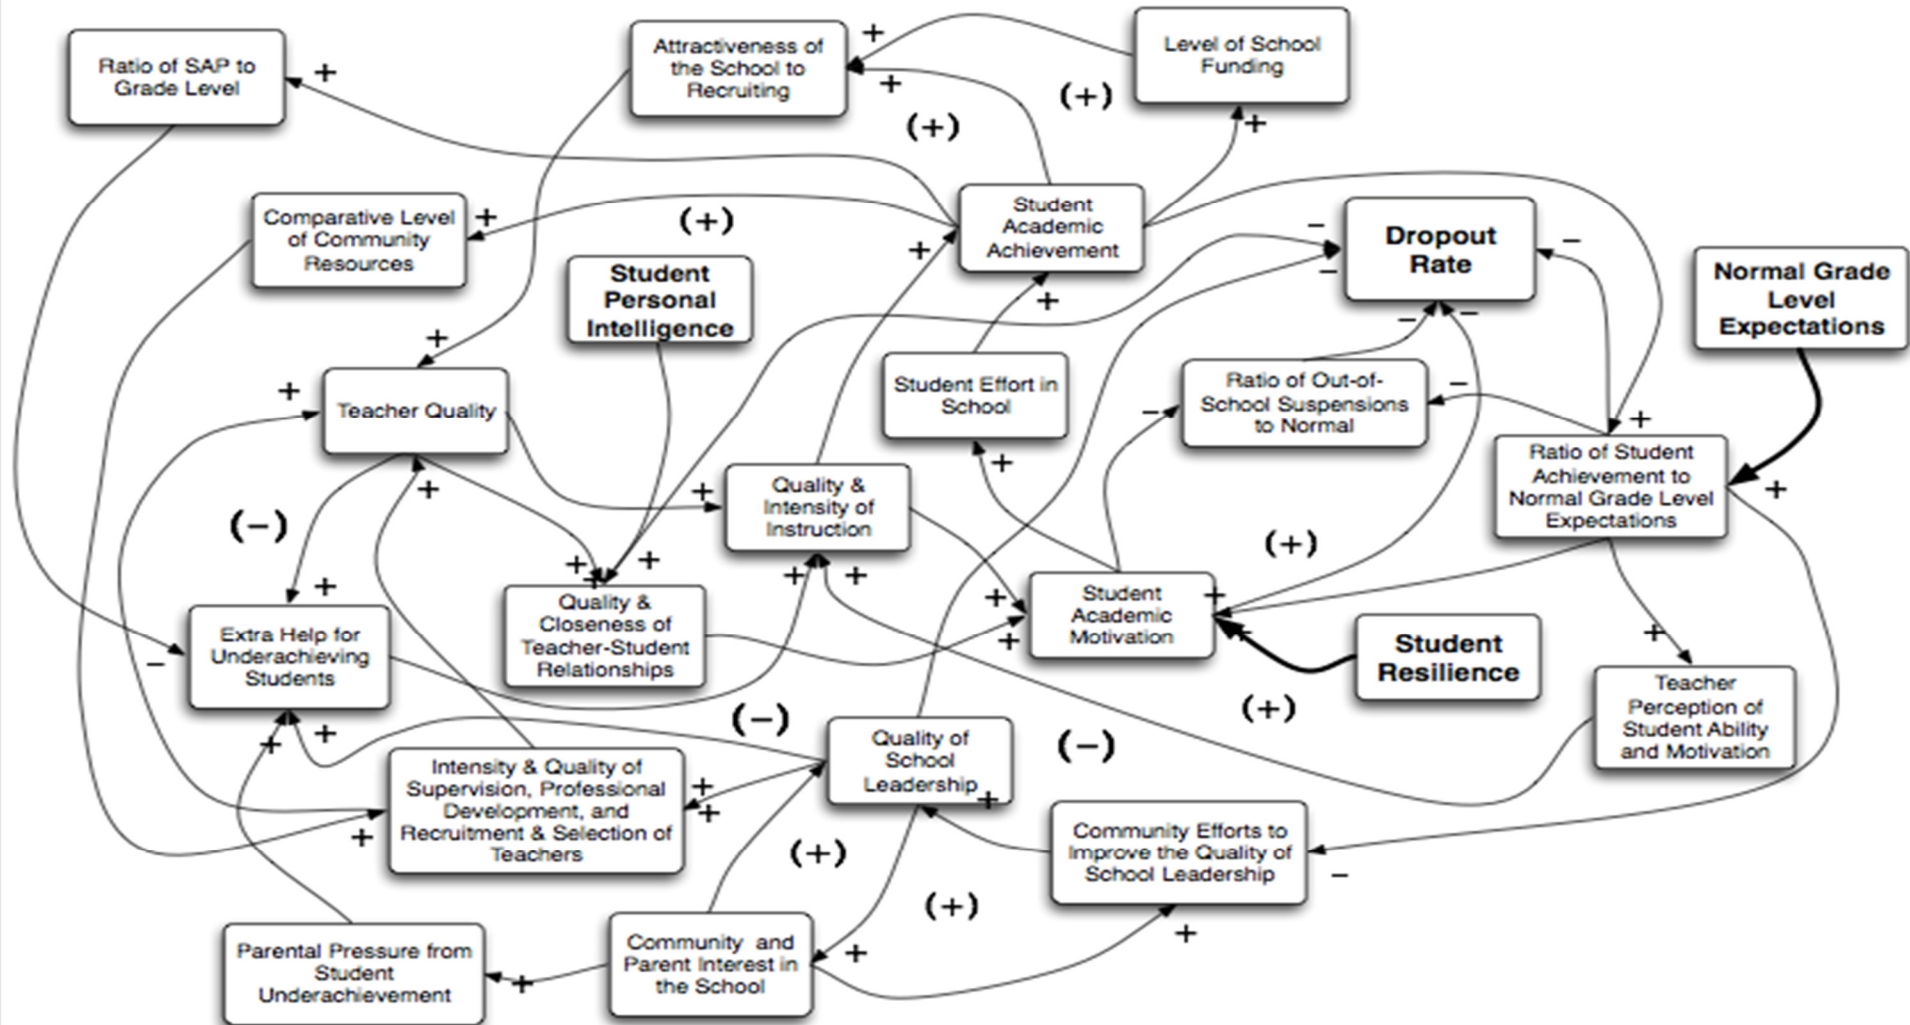 Ratio of SAP to
Grade Level
+
Attractiveness of
the School to
Recruiting
+
+
(+)
(+)
Level of School
Funding
+
Comparative Level
of Community
Resources
+
(+)
Student
Personal
Intelligence
Student
Academic
Achievement
+
+
Dropout
Rate
–
–
–
–
–
Normal Grade
Level
Expectations
+
Teacher Quality
+
+
(-)
Student Effort in
School
+
Ratio of Out-of-
School Suspensions
to Normal
–
–
+
Ratio of Student
Achievement to
Normal Grade Level
Expectations
+
Quality &
Intensity of
Instruction
+
+
+
(+)
+
Extra Help for
Underachieving
Students
–
+
+
Quality &
Closeness of
Teacher-Student
Relationships
+
+
+
Student
Academic
Motivation
+
+
+
+
Student
Resilience
(+)
+
Teacher
Perception of
Student Ability
and Motivation
(-)
(-)
Intensity & Quality of
Supervision, Professional
Development, and
Recruitment & Selection of
Teachers
+
+
+
Quality of
School
Leadership
+
(+)
(+)
Community Efforts to
Improve the Quality of
School Leadership
–
+
Parental Pressure from
Student
Underachievement
+
Community and
Parent Interest in
the School
+